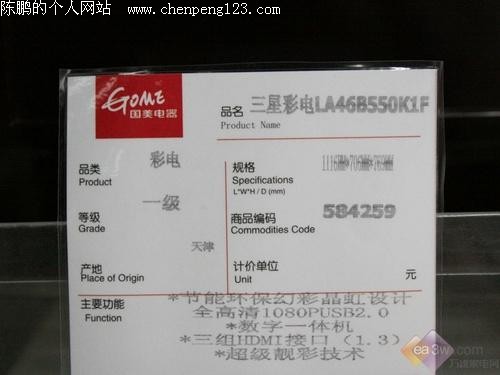 陈鹏的个人网站 www.chenpeng123.com
GOME
国美电器
品名 三星彩电LA46B550K1F
Product Name
品类 彩电
Product
规格
Specifications
L*W*H / D (mm)
等级 一级
Grade
商品编码 584259
Commodities Code
天津
产地
Place of Origin
计价单位 元
Unit
主要功能
Function
*节能环保幻彩晶虹设计
全高清1080PUSB2.0
*数字一体机
*三组HDMI接口(1.3)
*超级靓彩技术
ea3w.com
万维家电网